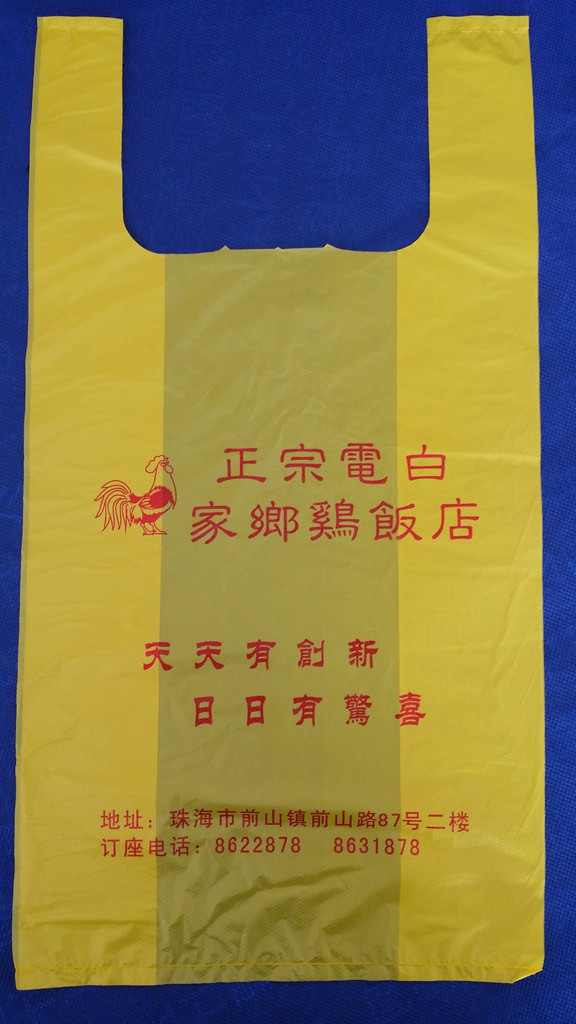 正宗電白
家鄉鷄飯店
天天有創新
日日有驚喜
地址：珠海市前山镇前山路87号二楼
订座电话：8622878 8631878